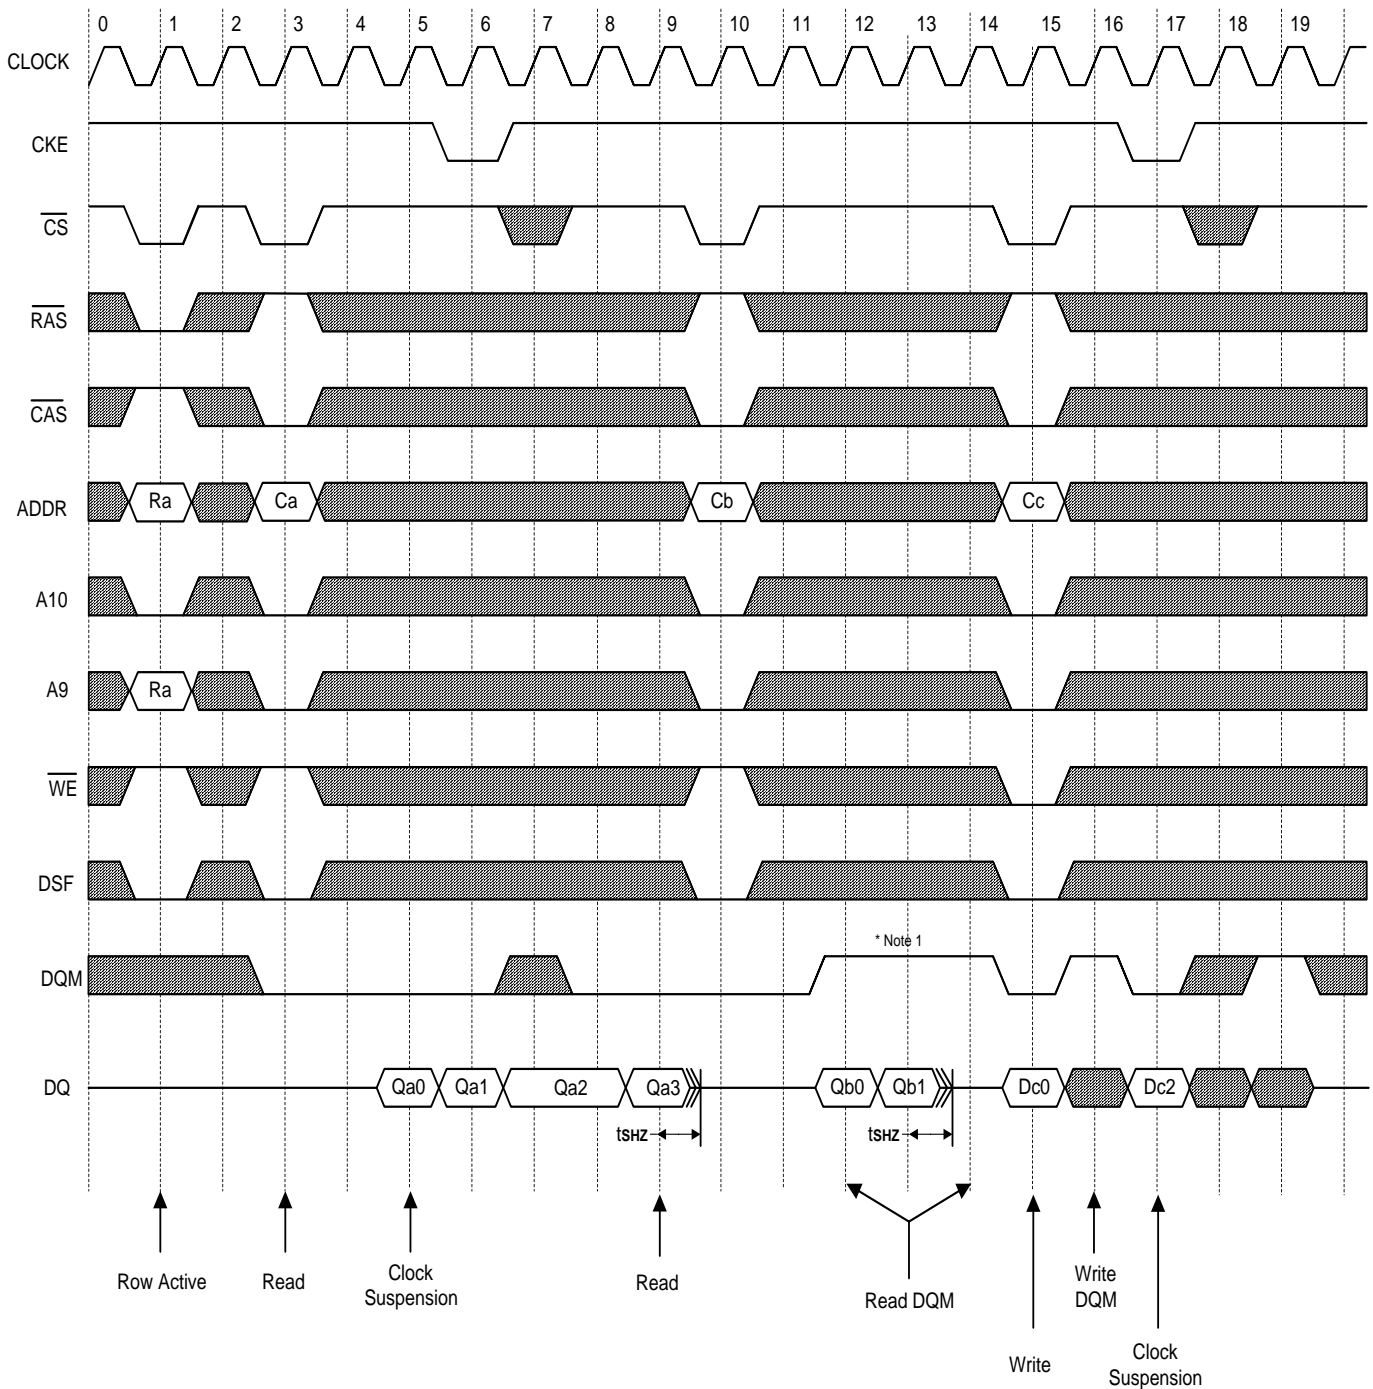 0 1 2 3 4 5 6 7 8 9 10 11 12 13 14 15 16 17 18 19
CLOCK
CKE
CS
RAS
CAS
ADDR Ra Ca Cb Cc
A10
A9 Ra
WE
DSF
* Note 1
DQM
DQ Qa0 Qa1 Qa2 Qa3 Qb0 Qb1 Dc0 Dc2
tSHZ tSHZ
Row Active Read Clock Suspension Read Read DQM Write DQM
Write Clock Suspension